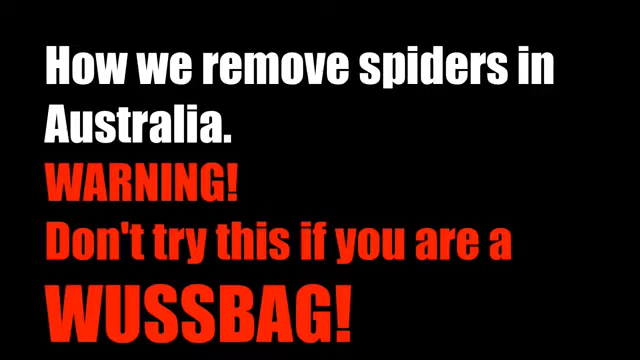 How we remove spiders in
Australia.
WARNING!
Don't try this if you are a
WUSSBAG!